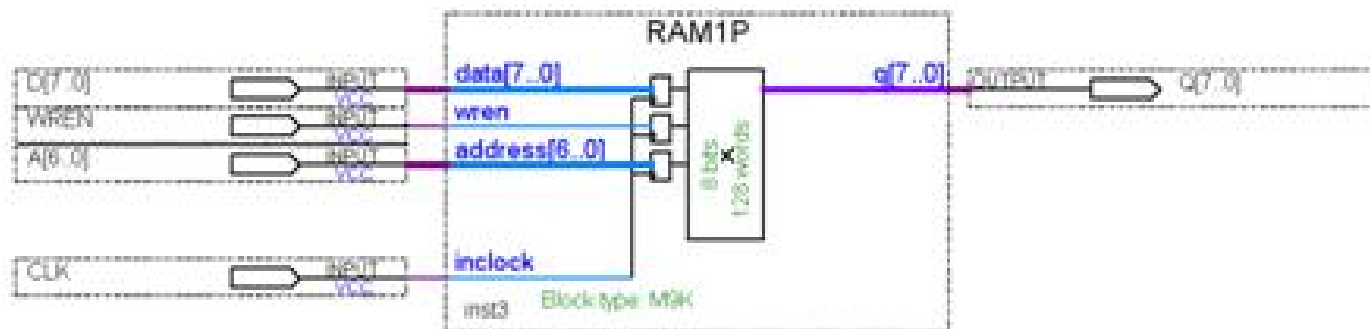 RAM1P
D[7..0] INPUT VCC data[7..0] q[7..0] OUTPUT Q[7..0]
WREN INPUT VCC wren
A[6..0] INPUT VCC address[6..0]
8 bits
x
128 words
CLK INPUT VCC inclock
inst3 Block type: M9K